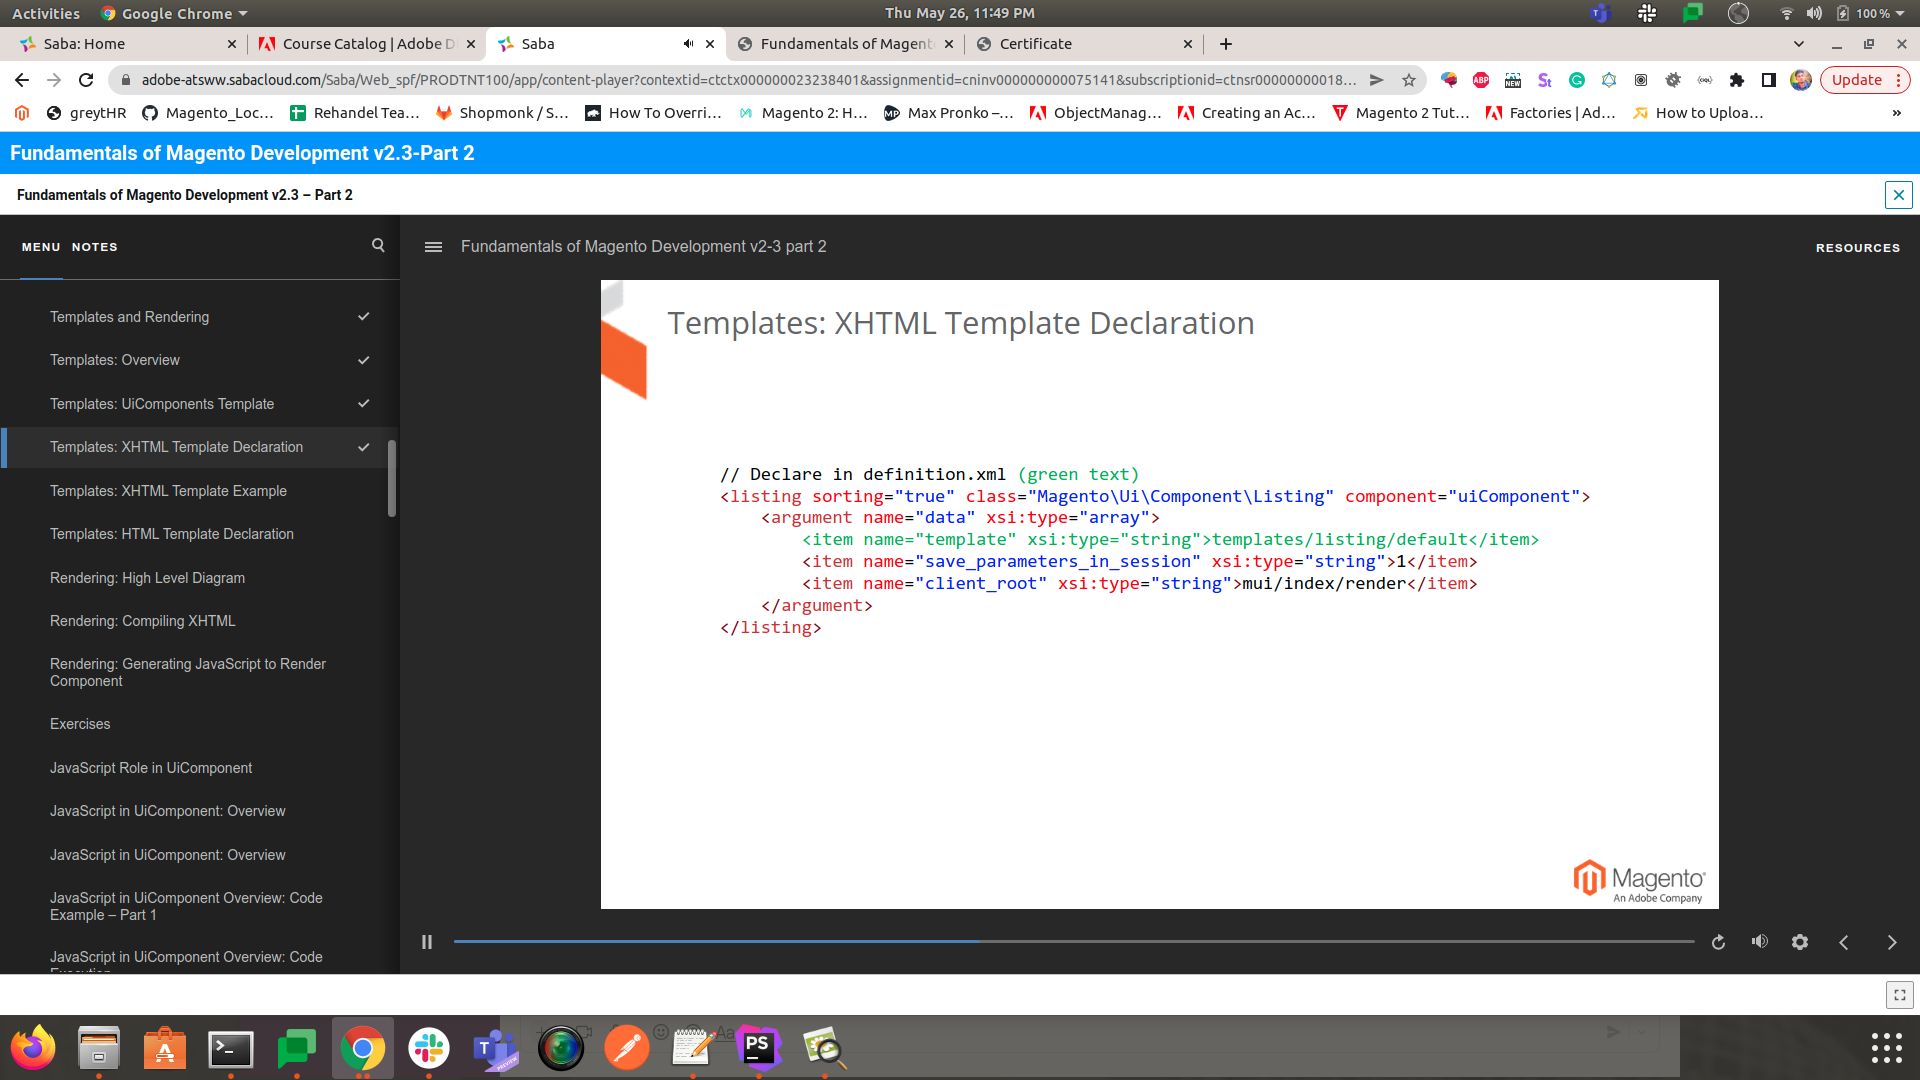 Activities Google Chrome Thu May 26, 11:49 PM 100 %
Saba: Home Course Catalog | Adobe D Saba Fundamentals of Magent Certificate
adobe-atsww.sabacloud.com/Saba/Web_spf/PRODTNT100/app/content-player?contextid=ctctx000000023238401&assignmentid=cninv000000000075141&subscriptionid=ctnsr00000000018... Update
greytHR Magento_Loc... Rehandel Tea... Shopmonk / S... How To Overri... Magento 2: H... Max Pronko –... ObjectManag... Creating an Ac... Magento 2 Tut... Factories | Ad... How to Uploa... »
Fundamentals of Magento Development v2.3-Part 2
Fundamentals of Magento Development v2.3 – Part 2
MENU NOTES
Fundamentals of Magento Development v2-3 part 2
RESOURCES
Templates and Rendering
Templates: Overview
Templates: UiComponents Template
Templates: XHTML Template Declaration
Templates: XHTML Template Example
Templates: HTML Template Declaration
Rendering: High Level Diagram
Rendering: Compiling XHTML
Rendering: Generating JavaScript to Render
Component
Exercises
JavaScript Role in UiComponent
JavaScript in UiComponent: Overview
JavaScript in UiComponent: Overview
JavaScript in UiComponent Overview: Code
Example – Part 1
JavaScript in UiComponent Overview: Code
Templates: XHTML Template Declaration
// Declare in definition.xml (green text)
<listing sorting="true" class="Magento\Ui\Component\Listing" component="uiComponent">
<argument name="data" xsi:type="array">
<item name="template" xsi:type="string">templates/listing/default</item>
<item name="save_parameters_in_session" xsi:type="string">1</item>
<item name="client_root" xsi:type="string">mui/index/render</item>
</argument>
</listing>
Magento
An Adobe Company